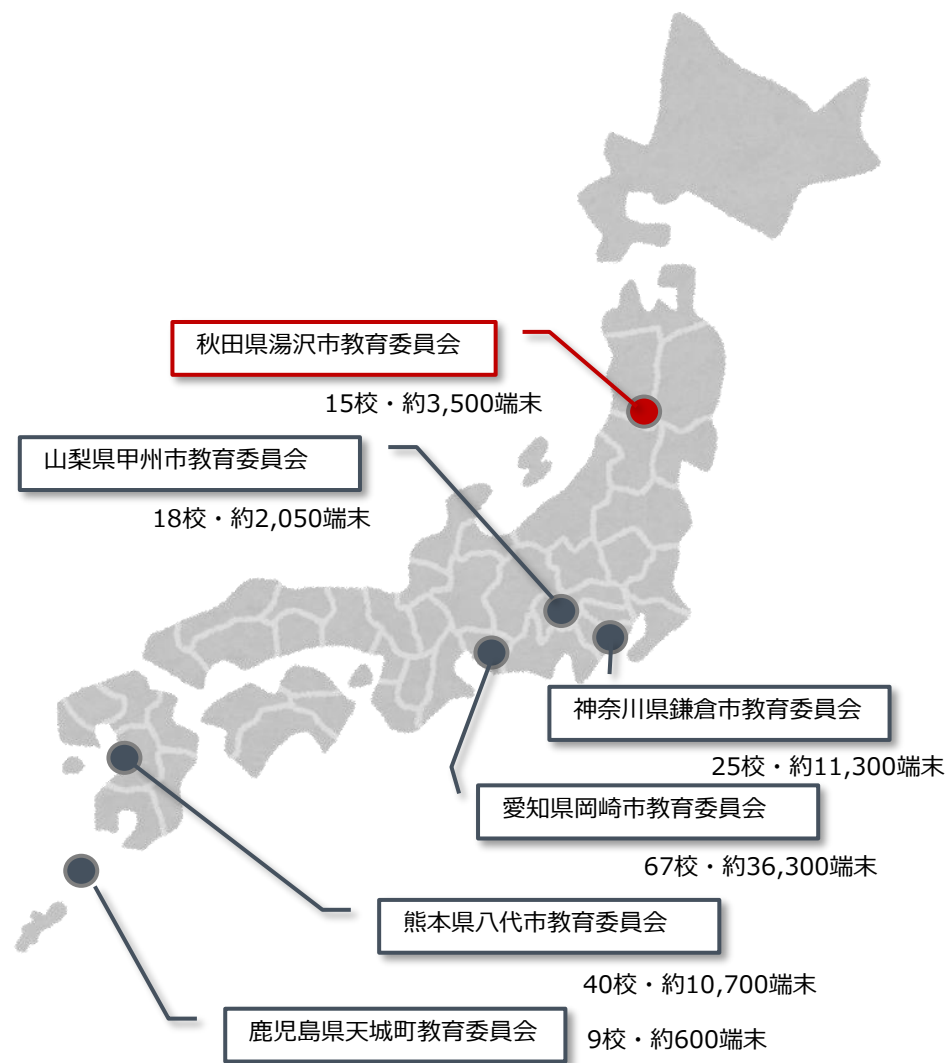 秋田県湯沢市教育委員会
15校・約3,500端末
山梨県甲州市教育委員会
18校・約2,050端末
神奈川県鎌倉市教育委員会
25校・約11,300端末
愛知県岡崎市教育委員会
67校・約36,300端末
熊本県八代市教育委員会
40校・約10,700端末
鹿児島県天城町教育委員会
9校・約600端末